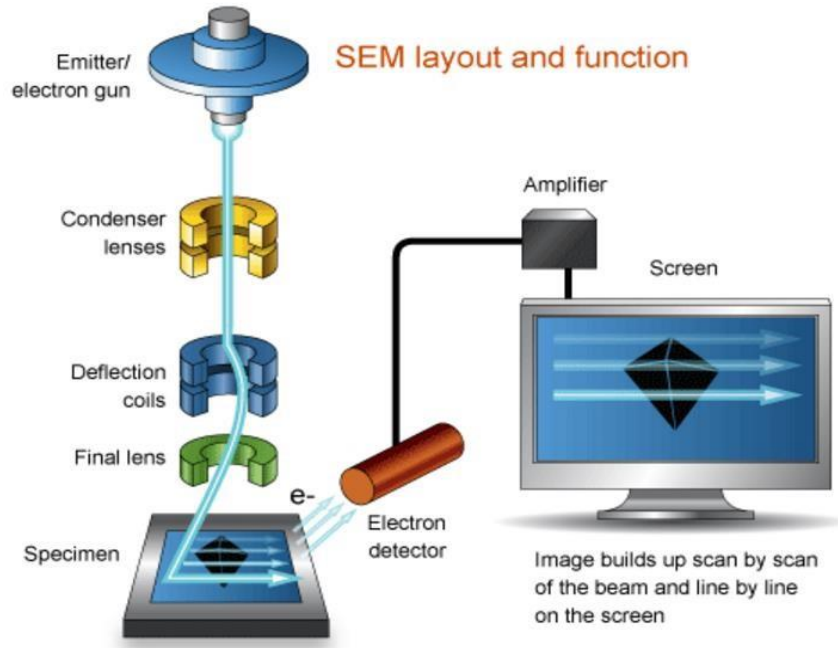 SEM layout and function
Emitter/
electron gun
Condenser
lenses
Amplifier
Screen
Deflection
coils
Final lens
e-
Electron
detector
Specimen
Image builds up scan by scan
of the beam and line by line
on the screen